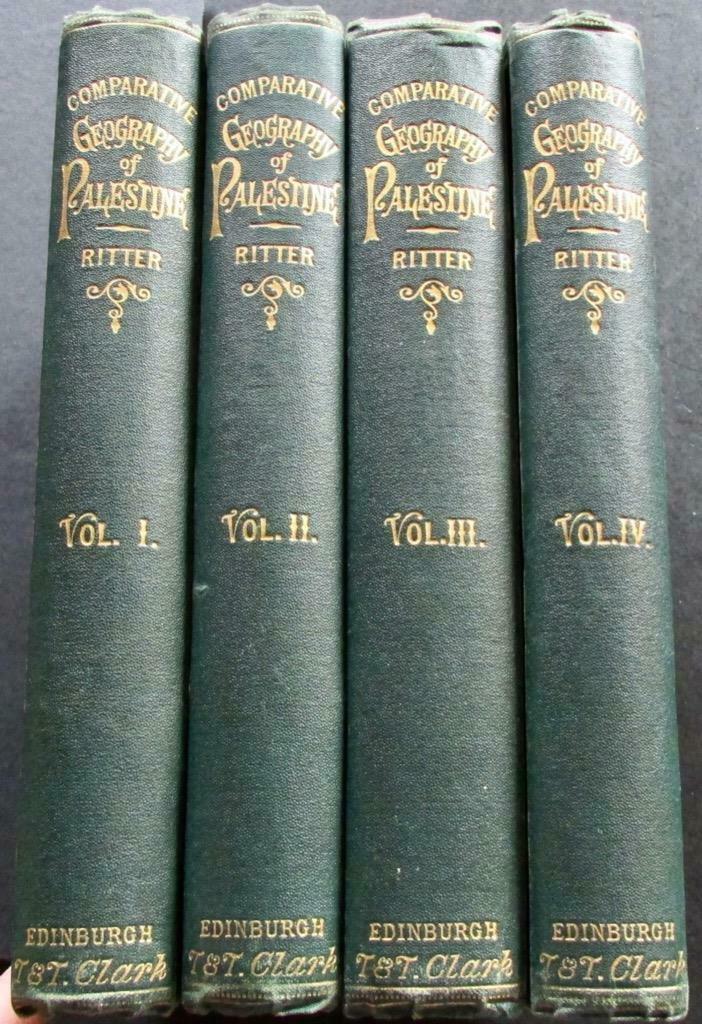 COMPARATIVE
GEOGRAPHY
of
PALESTINE
RITTER
VOL. I.
EDINBURGH
T&T. Clark
COMPARATIVE
GEOGRAPHY
of
PALESTINE
RITTER
VOL. II.
EDINBURGH
T&T. Clark
COMPARATIVE
GEOGRAPHY
of
PALESTINE
RITTER
VOL.III.
EDINBURGH
T&T. Clark
COMPARATIVE
GEOGRAPHY
of
PALESTINE
RITTER
VOL.IV.
EDINBURGH
T&T. Clark